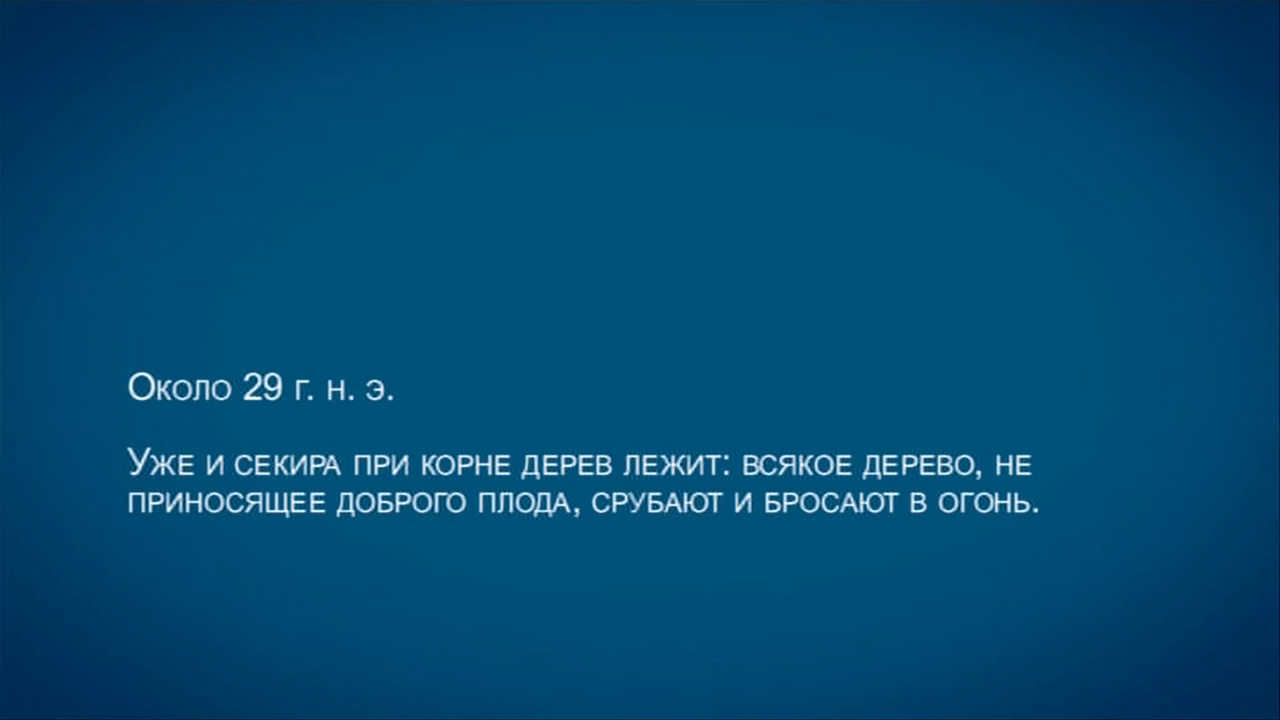 Около 29 г. н. э.
Уже и секира при корне дерев лежит: всякое дерево, не
приносящее доброго плода, срубают и бросают в огонь.